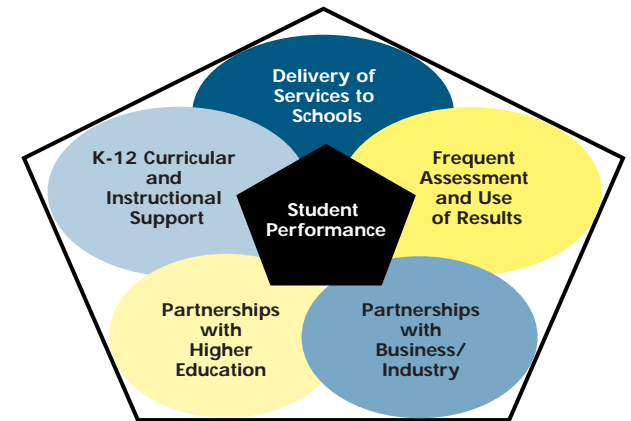 Delivery of
Services to
Schools
K-12 Curricular
and
Instructional
Support
Frequent
Assessment
and Use
of Results
Student
Performance
Partnerships
with
Higher
Education
Partnerships
with
Business/
Industry